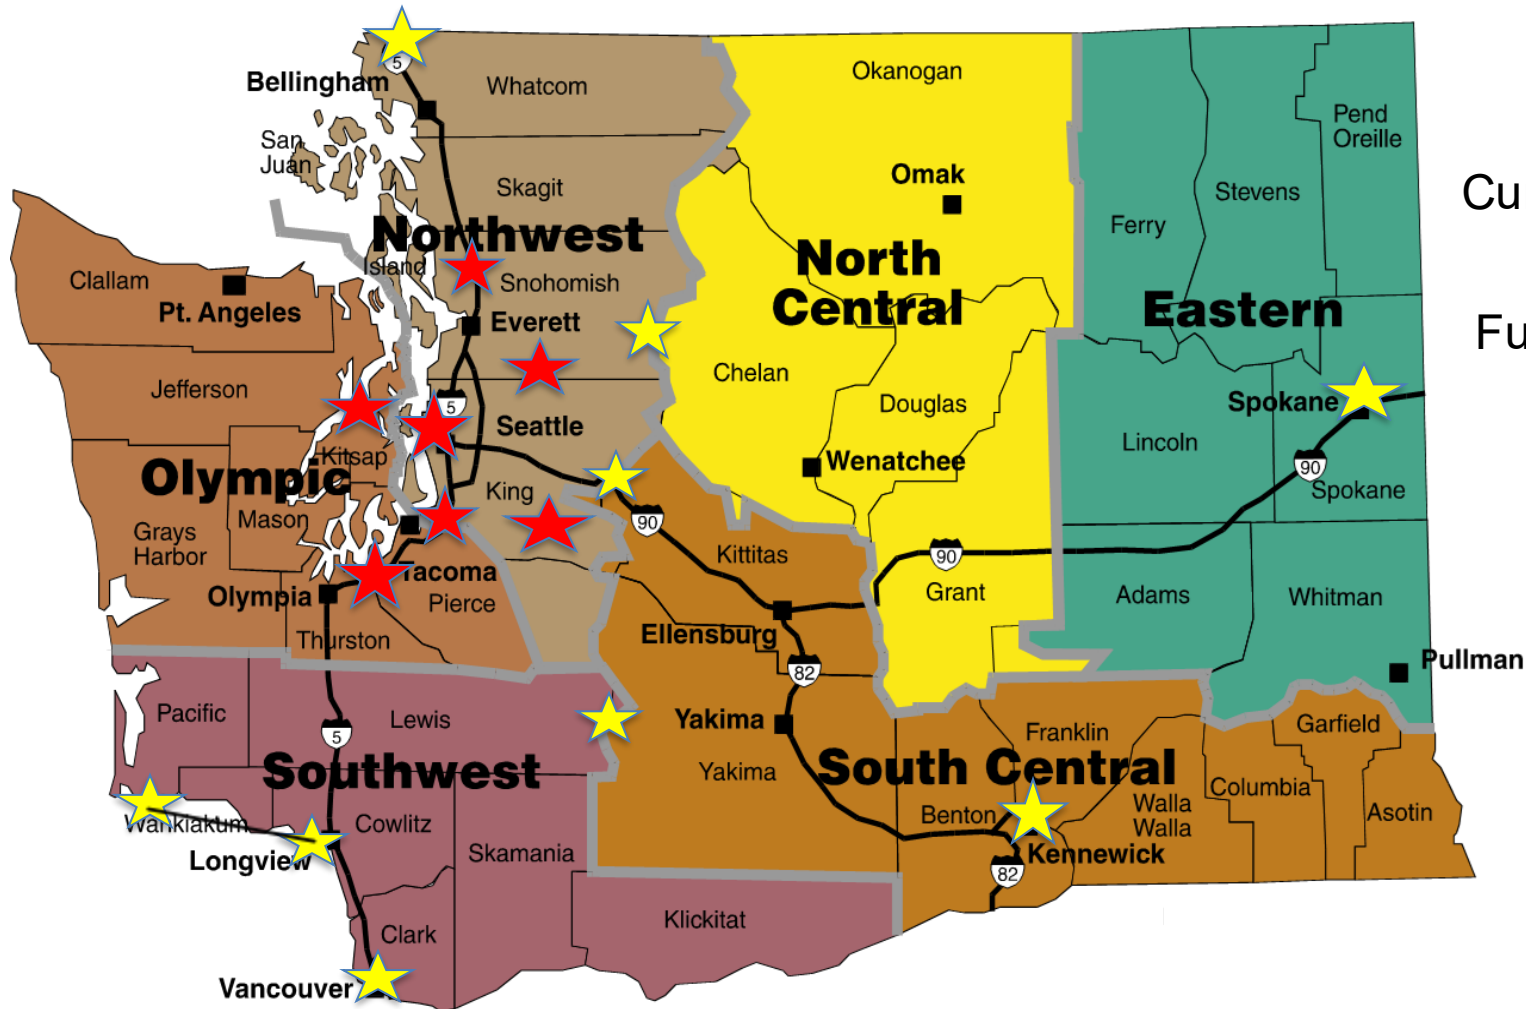 5
Bellingham
Whatcom
Okanogan
Pend
Oreille
San
Juan
Skagit
Omak
Stevens
Cu
Ferry
Northwest
Island
Snohomish
North
Central
Clallam
Pt. Angeles
Everett
Eastern
Fu
Jefferson
Chelan
Douglas
5
Seattle
Spokane
Lincoln
Kitsap
Olympic
Wenatchee
90
Spokane
King
Mason
Grays
Harbor
90
Kittitas
90
Tacoma
Olympia
Pierce
Grant
Adams
Whitman
Thurston
Ellensburg
82
Pullman
Pacific
Lewis
5
Yakima
Franklin
Garfield
Southwest
Yakima
South Central
Columbia
Walla
Walla
Benton
Asotin
Wahkiakum
Cowlitz
Longview
Skamania
Kennewick
82
Klickitat
Clark
Vancouver